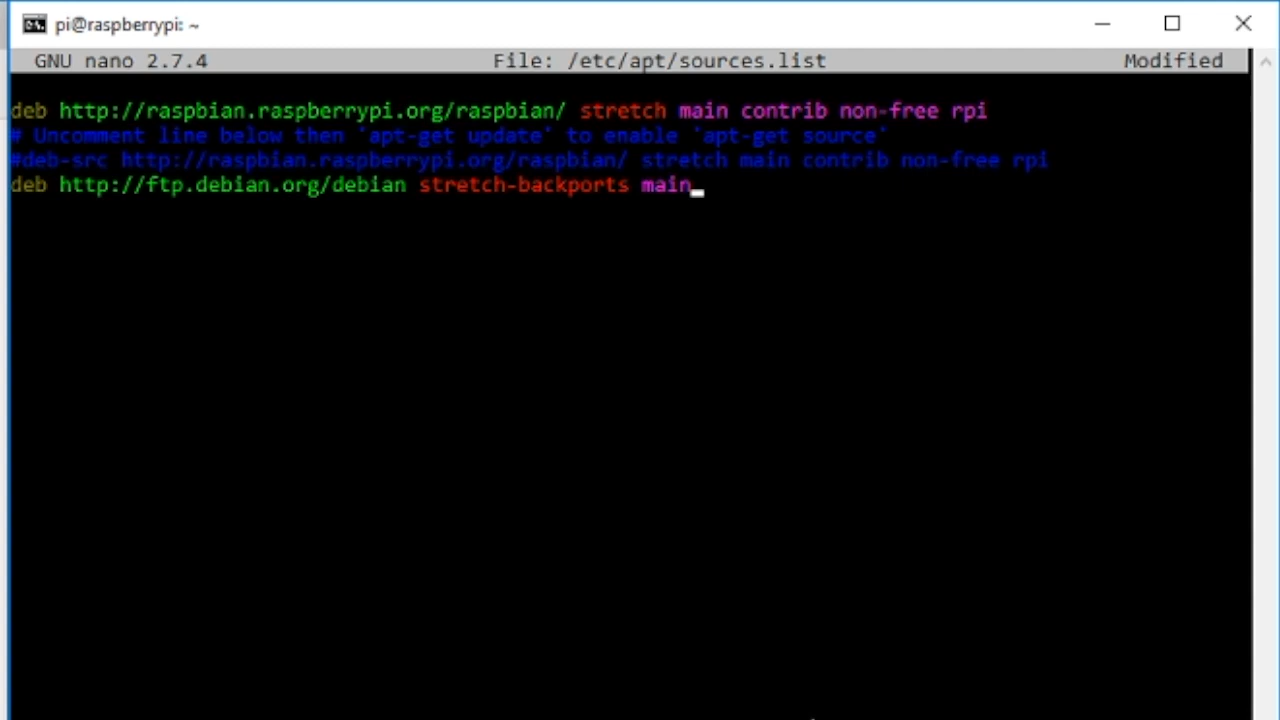 pi@raspberrypi: ~
GNU nano 2.7.4 File: /etc/apt/sources.list Modified
deb http://raspbian.raspberrypi.org/raspbian/ stretch main contrib non-free rpi
# Uncomment line below then 'apt-get update' to enable 'apt-get source'
#deb-src http://raspbian.raspberrypi.org/raspbian/ stretch main contrib non-free rpi
deb http://ftp.debian.org/debian stretch-backports main